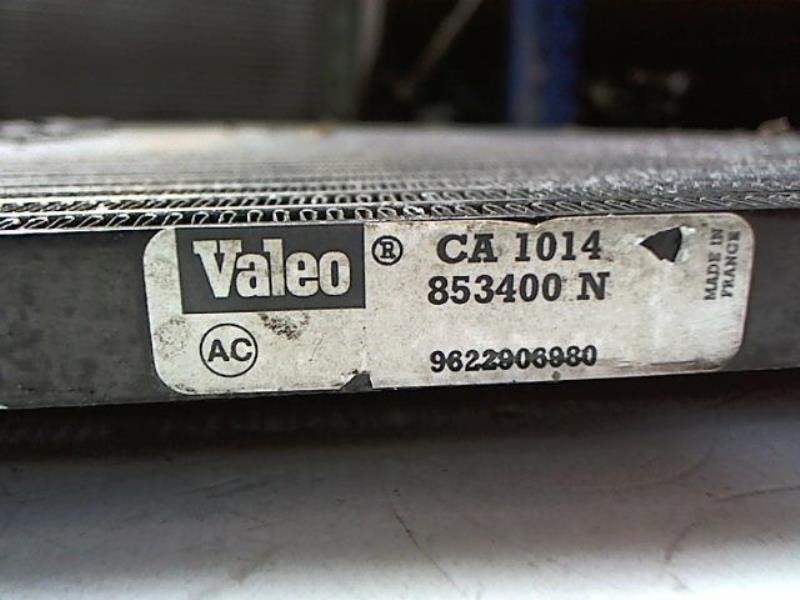 Valeo ® CA 1014
853400 N
AC
9622906980
MADE IN
FRANCE